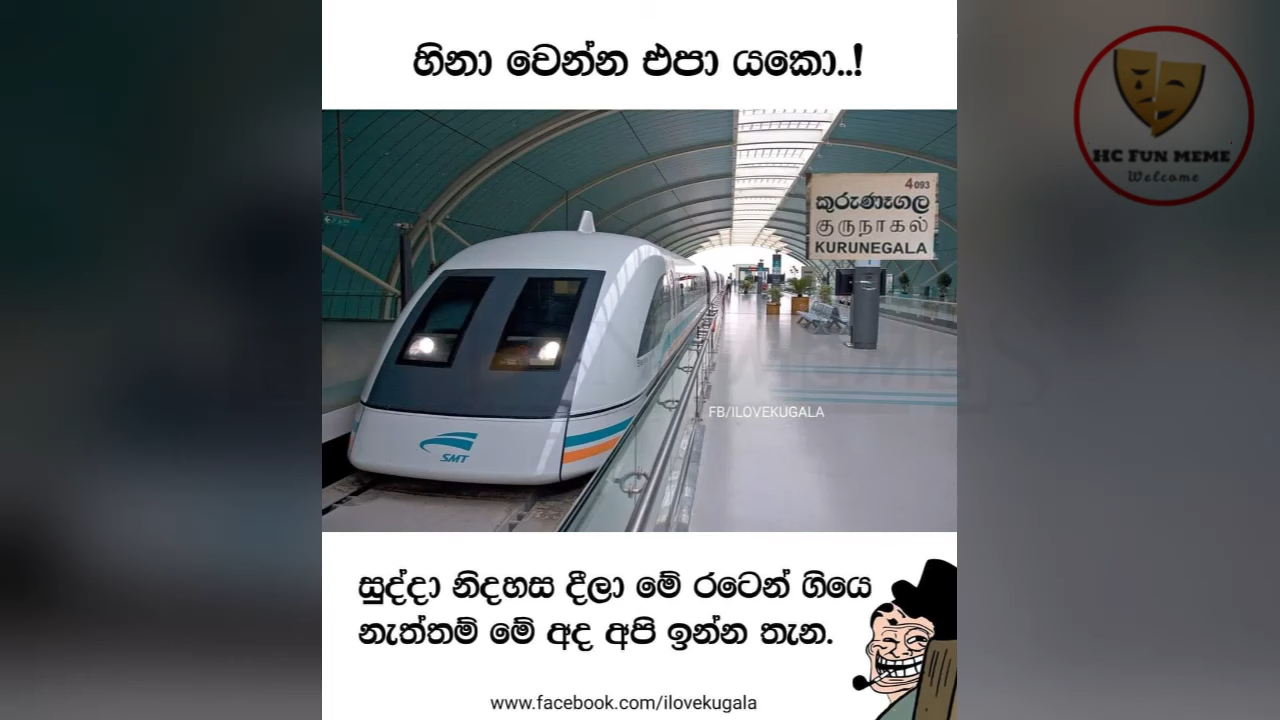 හිනා වෙන්න එපා යකො..!
HC FUN MEME
Welcome
4093
කුරුණෑගල
குருநாகல்
KURUNEGALA
FB/ILOVEKUGALA
SMT
සුද්දා නිදහස දීලා මේ රටෙන් ගියෙ
නැත්තම් මේ අද අපි ඉන්න තැන.
www.facebook.com/ilovekugala